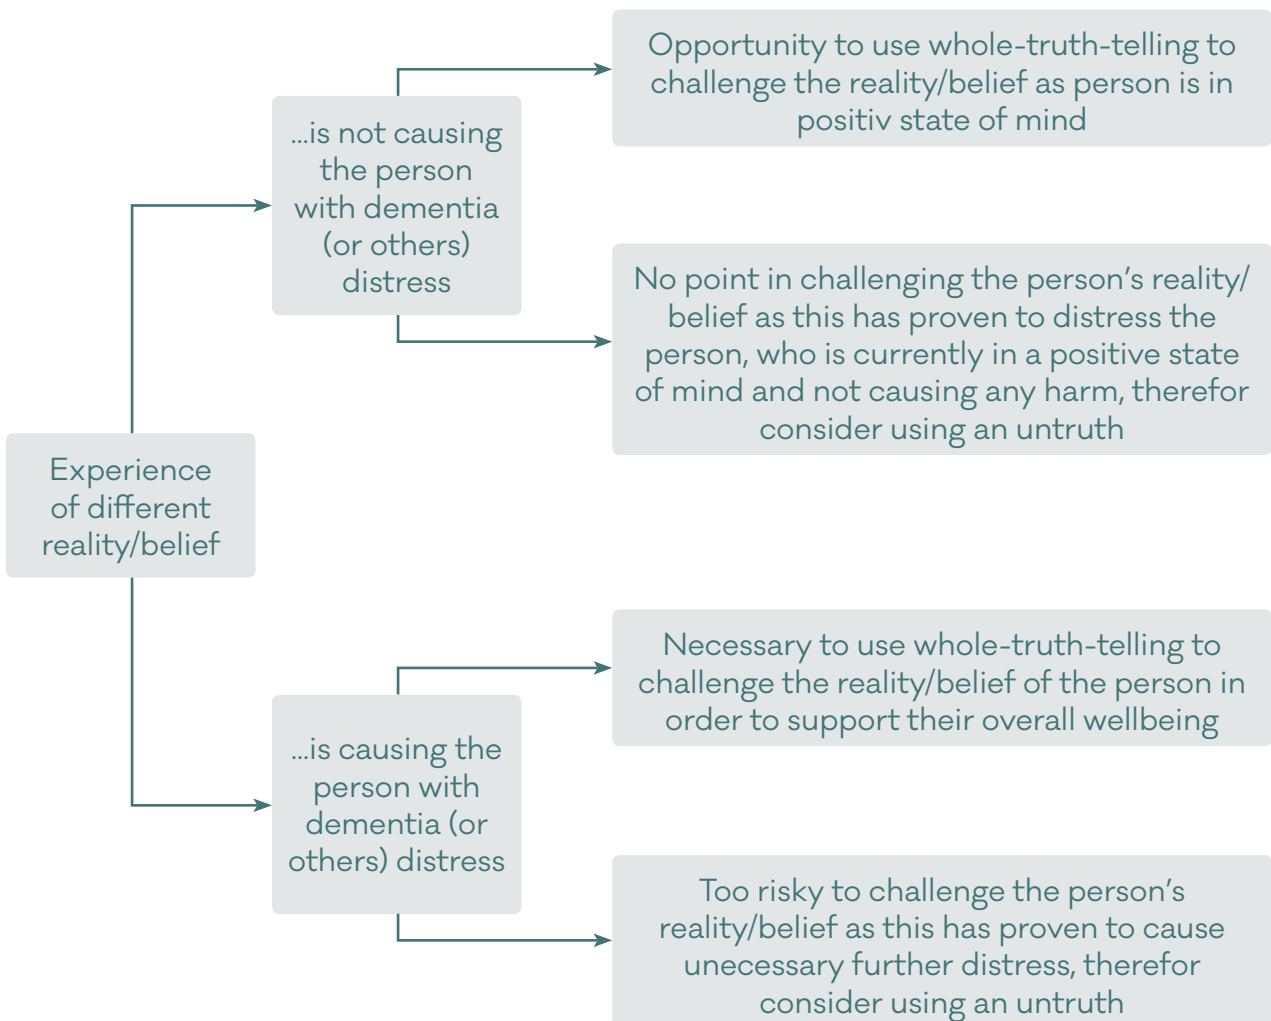 Opportunity to use whole-truth-telling to
challenge the reality/belief as person is in
positiv state of mind
...is not causing
the person
with dementia
(or others)
distress
No point in challenging the person’s reality/
belief as this has proven to distress the
person, who is currently in a positive state
of mind and not causing any harm, therefor
consider using an untruth
Experience
of different
reality/belief
Necessary to use whole-truth-telling to
challenge the reality/belief of the person in
order to support their overall wellbeing
...is causing the
person with
dementia (or
others) distress
Too risky to challenge the person’s
reality/belief as this has proven to cause
unecessary further distress, therefor
consider using an untruth